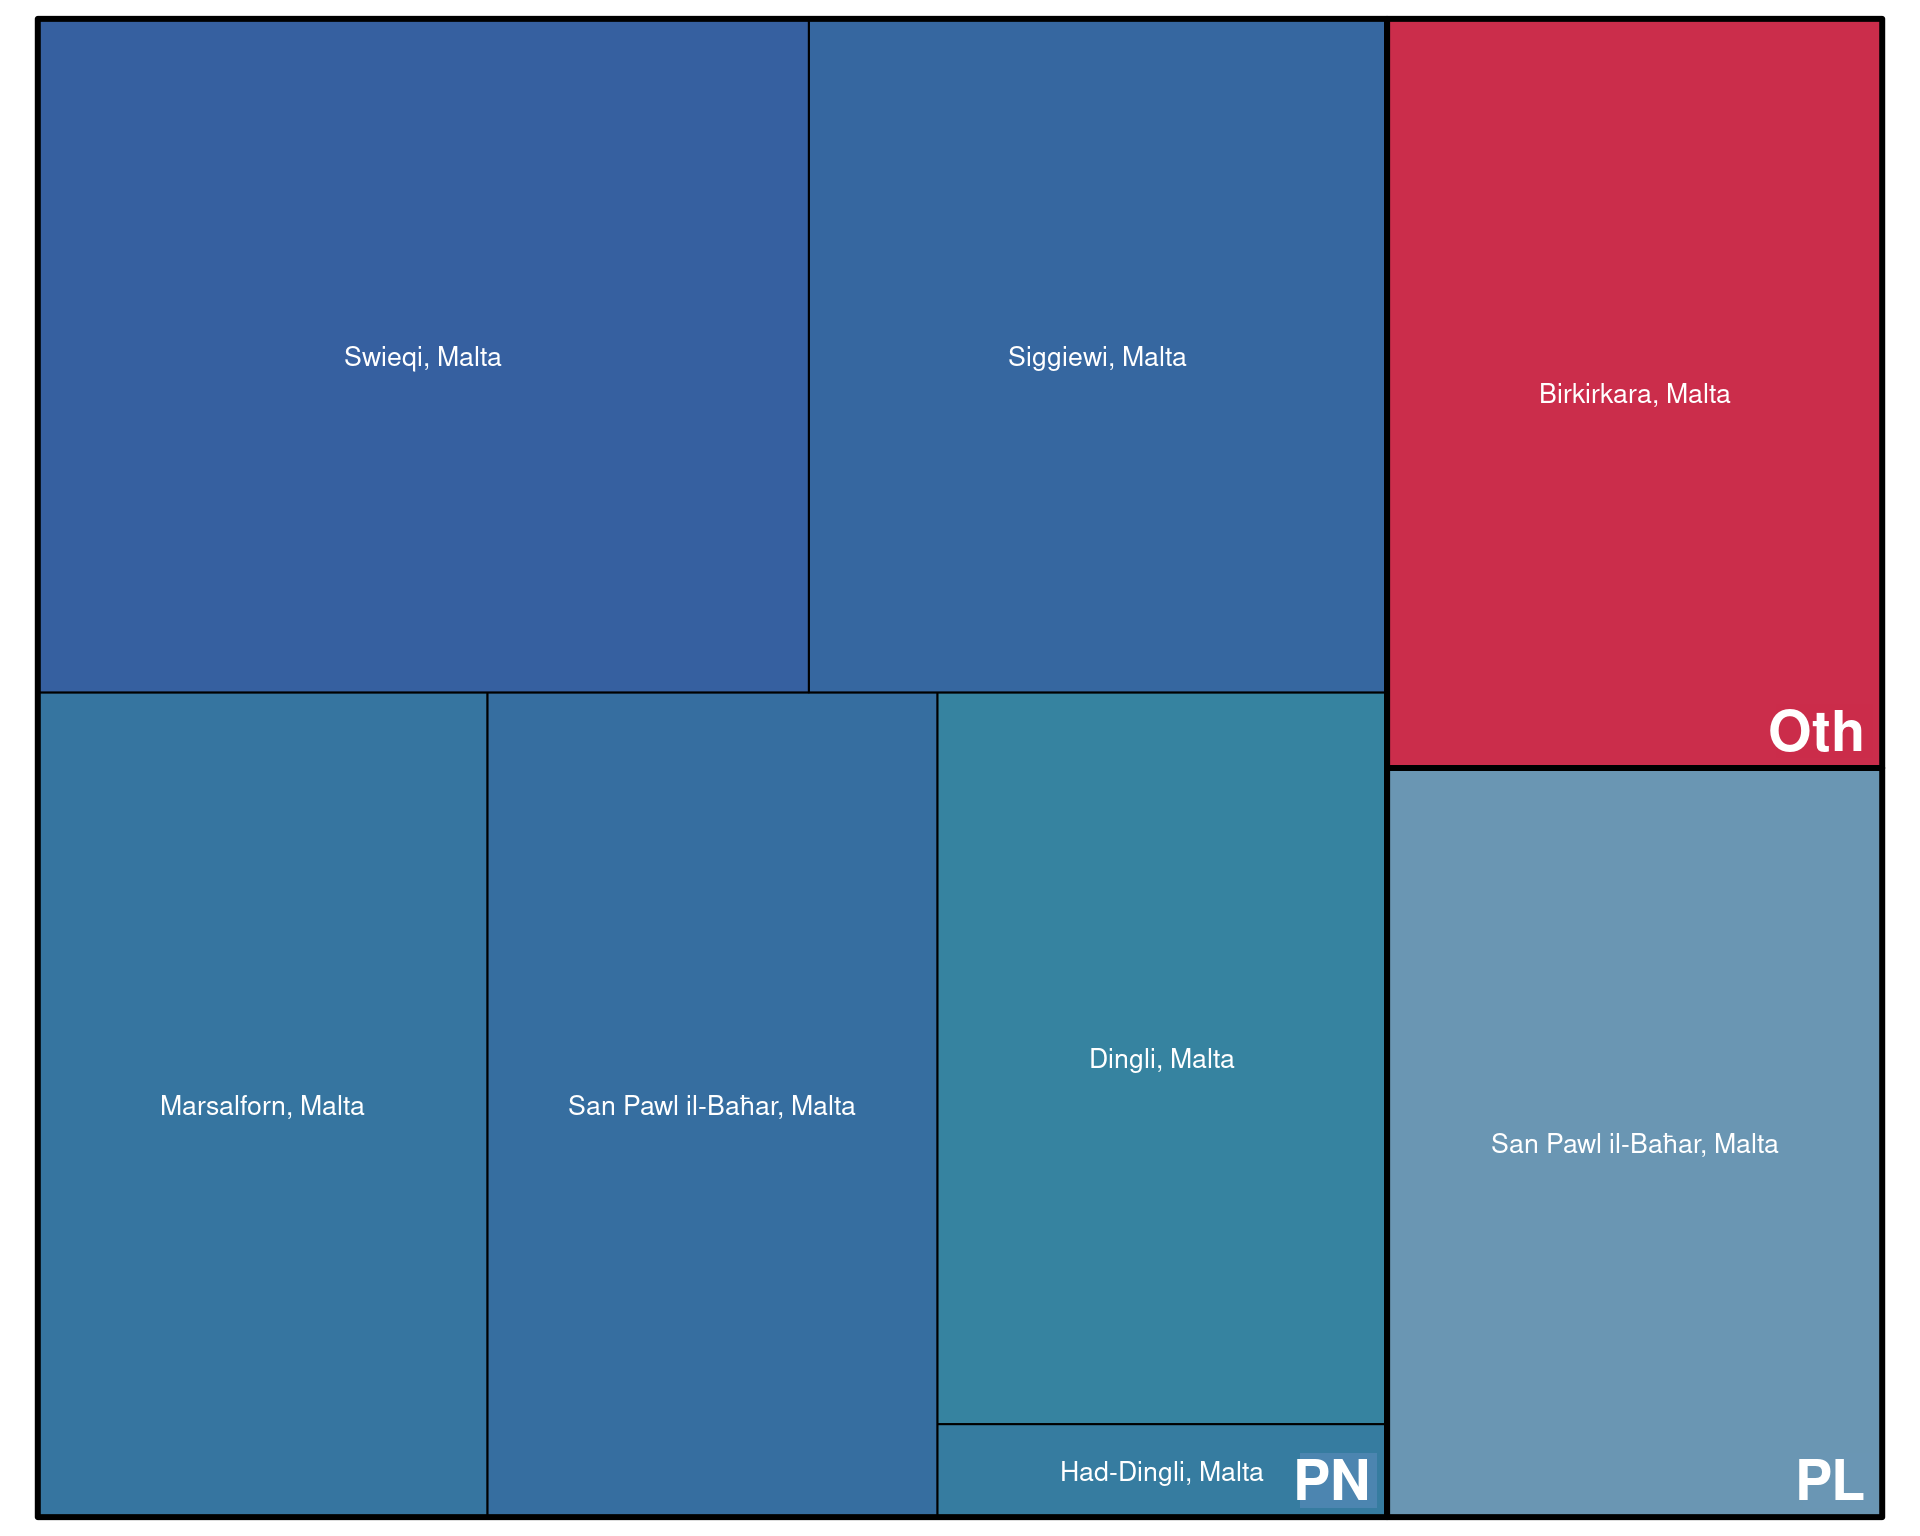 Swieqi, Malta
Siggiewi, Malta
Birkirkara, Malta
Oth
Marsalforn, Malta
San Pawl il-Baħar, Malta
Dingli, Malta
San Pawl il-Baħar, Malta
Had-Dingli, Malta
PN
PL